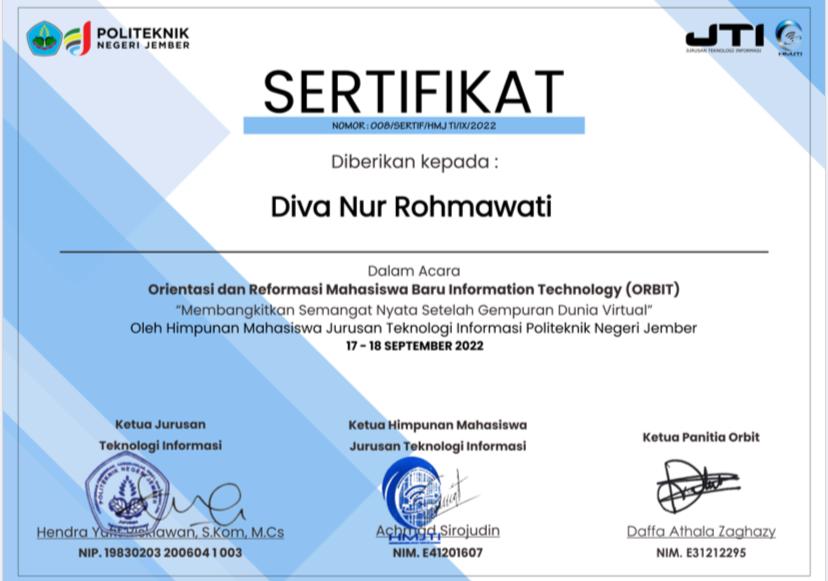 POLITEKNIK
NEGERI JEMBER
JTI
JURUSAN TEKNOLOGI INFORMASI
HMJTI
SERTIFIKAT
NOMOR : 008/SERTIF/HMJ TI/IX/2022
Diberikan kepada :
Diva Nur Rohmawati
Dalam Acara
Orientasi dan Reformasi Mahasiswa Baru Information Technology (ORBIT)
“Membangkitkan Semangat Nyata Setelah Gempuran Dunia Virtual”
Oleh Himpunan Mahasiswa Jurusan Teknologi Informasi Politeknik Negeri Jember
17 - 18 SEPTEMBER 2022
Ketua Jurusan
Teknologi Informasi
POLITEKNIK NEGERI JEMBER
Hendra Yufit Riskiawan, S.Kom, M.Cs
NIP. 19830203 200604 1 003
Ketua Himpunan Mahasiswa
Jurusan Teknologi Informasi
HMJTI
Achmad Sirojudin
NIM. E41201607
Ketua Panitia Orbit
Daffa Athala Zaghazy
NIM. E31212295